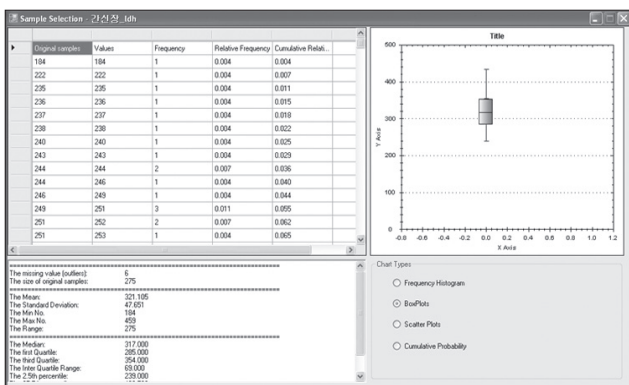 Sample Selection - 간신장_ldh
Original samples Values Frequency Relative Frequency Cumulative Relati...
184 184 1 0.004 0.004
222 222 1 0.004 0.007
235 235 1 0.004 0.011
236 236 1 0.004 0.015
237 237 1 0.004 0.018
238 238 1 0.004 0.022
240 240 1 0.004 0.025
243 243 1 0.004 0.029
244 244 2 0.007 0.036
244 246 1 0.004 0.040
246 249 1 0.004 0.044
249 251 3 0.011 0.055
251 252 2 0.007 0.062
251 253 1 0.004 0.065
Title
500
400
300
200
100
0
Y Axis
-0.8 -0.6 -0.4 -0.2 0.0 0.2 0.4 0.6 0.8 1.0 1.2
X Axis
The missing value (outliers): 6
The size of original samples: 275
The Mean: 321.105
The Standard Deviation: 47.651
The Min No. 184
The Max No. 459
The Range: 275
The Median: 317.000
The first Quartile: 285.000
The third Quartile: 354.000
The Inter Quartile Range: 69.000
The 2.5th percentile: 239.000
Chart Types
Frequency Histogram
BoxPlots
Scatter Plots
Cumulative Probability